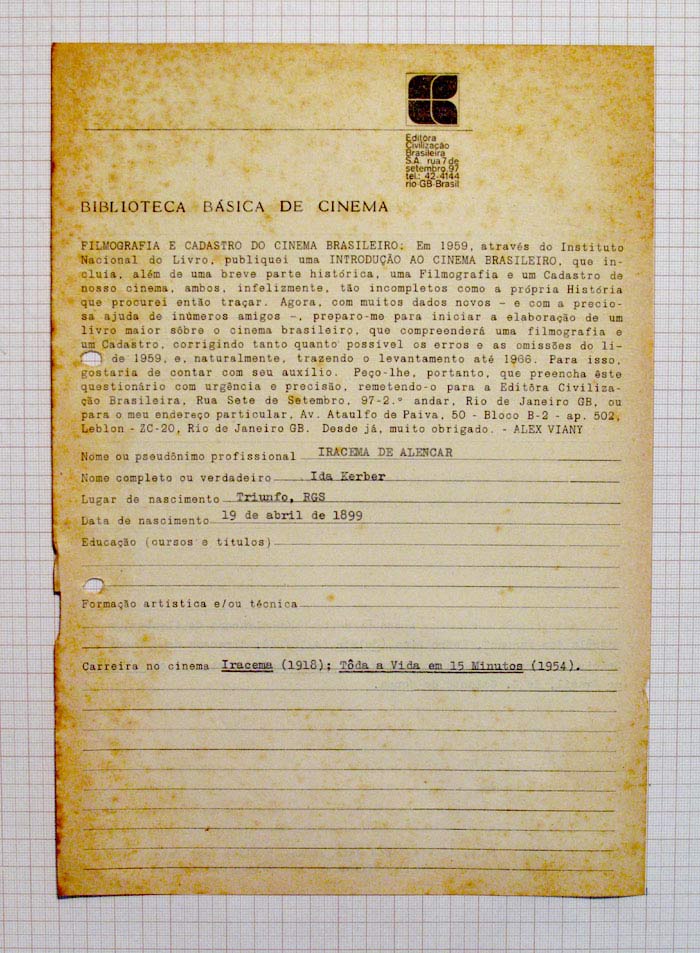 Editôra
Civilização
Brasileira
S.A. rua 7 de
setembro, 97
tel.: 42-4144
rio-GB-Brasil
BIBLIOTECA BÁSICA DE CINEMA
FILMOGRAFIA E CADASTRO DO CINEMA BRASILEIRO: Em 1959, através do Instituto
Nacional do Livro, publiquei uma INTRODUÇÃO AO CINEMA BRASILEIRO, que in-
cluia, além de uma breve parte histórica, uma Filmografia e um Cadastro de
nosso cinema, ambos, infelizmente, tão incompletos como a própria História
que procurei então traçar. Agora, com muitos dados novos - e com a precio-
sa ajuda de inúmeros amigos -, preparo-me para iniciar a elaboração de um
livro maior sôbre o cinema brasileiro, que compreenderá uma filmografia e
um Cadastro, corrigindo tanto quanto possível os erros e as omissões do li-
de 1959, e, naturalmente, trazendo o levantamento até 1966. Para isso,
gostaria de contar com seu auxílio. Peço-lhe, portanto, que preencha êste
questionário com urgência e precisão, remetendo-o para a Editôra Civiliza-
ção Brasileira, Rua Sete de Setembro, 97-2.º andar, Rio de Janeiro GB, ou
para o meu endereço particular, Av. Ataulfo de Paiva, 50 - Bloco B-2 - ap. 502,
Leblon - ZC-20, Rio de Janeiro GB. Desde já, muito obrigado. - ALEX VIANY
Nome ou pseudônimo profissional IRACEMA DE ALENCAR
Nome completo ou verdadeiro Ida Kerber
Lugar de nascimento Triunfo, RGS
Data de nascimento 19 de abril de 1899
Educação (cursos e títulos)
Formação artística e/ou técnica
Carreira no cinema Iracema (1918); Tôda a Vida em 15 Minutos (1954).